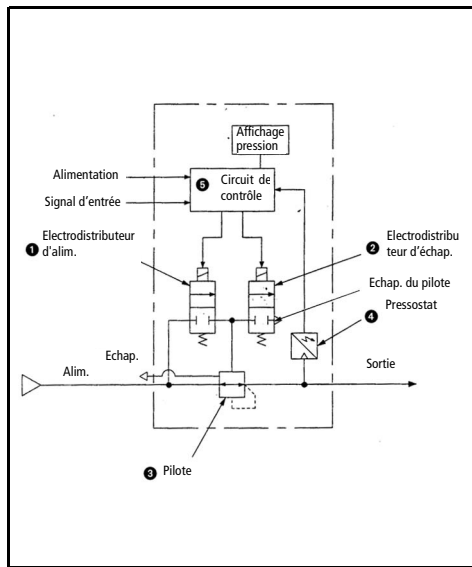 Affichage
pression
Alimentation
❺ Circuit de
contrôle
Signal d'entrée
Electrodistributeur
❶ d'alim.
Electrodistribu
❷ teur d'échap.
Echap. du pilote
❹ Pressostat
Echap.
Alim.
Sortie
❸ Pilote